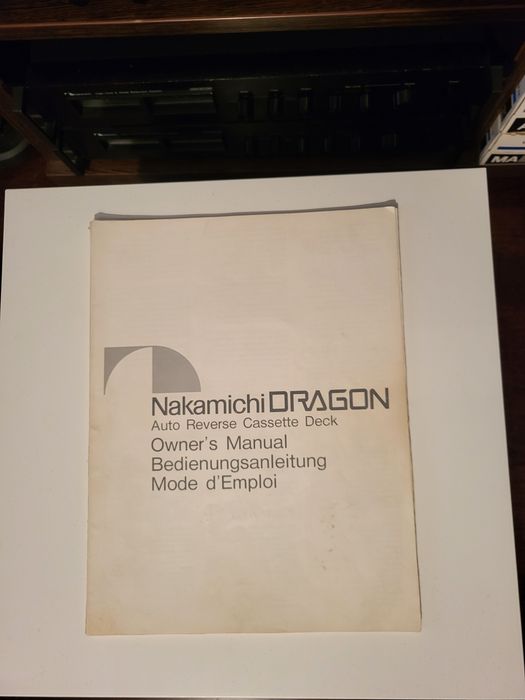 Nakamichi DRAGON
Auto Reverse Cassette Deck
Owner's Manual
Bedienungsanleitung
Mode d'Emploi